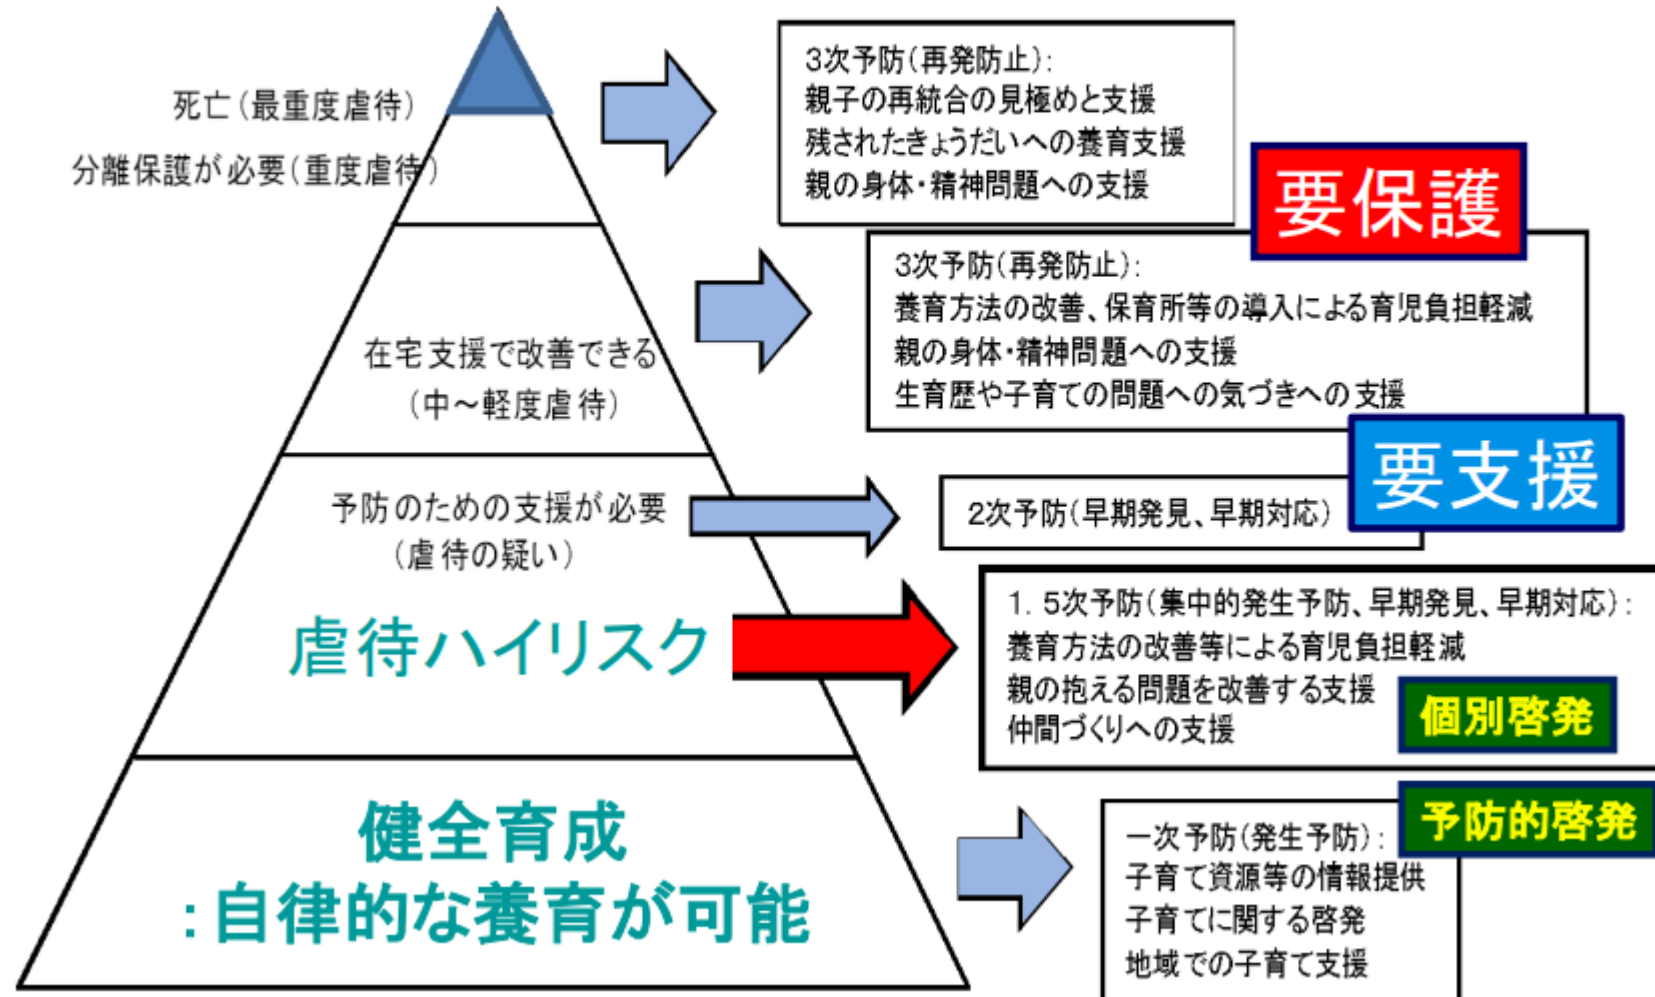 死亡(最重度虐待)
分離保護が必要(重度虐待)
3次予防(再発防止):
親子の再統合の見極めと支援
残されたきょうだいへの養育支援
親の身体・精神問題への支援
要保護
在宅支援で改善できる
(中～軽度虐待)
3次予防(再発防止):
養育方法の改善、保育所等の導入による育児負担軽減
親の身体・精神問題への支援
生育歴や子育ての問題への気づきへの支援
要支援
予防のための支援が必要
(虐待の疑い)
2次予防(早期発見、早期対応)
虐待ハイリスク
1.5次予防(集中的発生予防、早期発見、早期対応):
養育方法の改善等による育児負担軽減
親の抱える問題を改善する支援
仲間づくりへの支援
個別啓発
健全育成
:自律的な養育が可能
予防的啓発
一次予防(発生予防):
子育て資源等の情報提供
子育てに関する啓発
地域での子育て支援